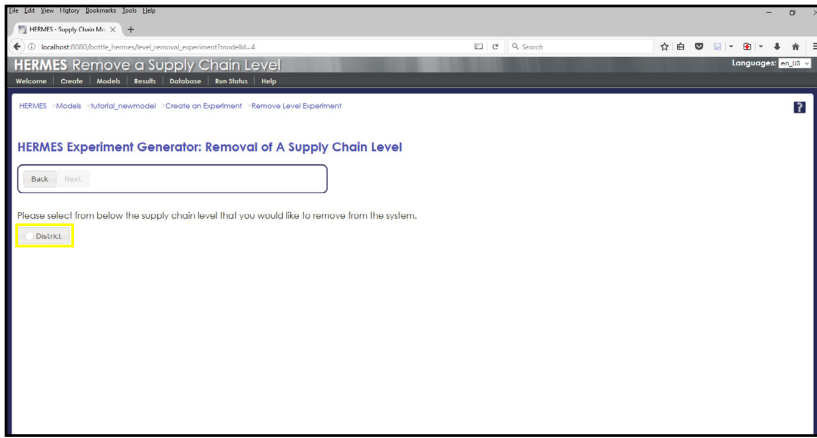 File Edit View History Bookmarks Tools Help
HERMES - Supply Chain Mo
localhost:8080/bottle_hermes/level_removal_experiment?modelId=4
Search
HERMES Remove a Supply Chain Level
Languages: en_US
Welcome Create Models Results Database Run Status Help
HERMES Models tutorial_newmodel Create an Experiment Remove Level Experiment
?
HERMES Experiment Generator: Removal of A Supply Chain Level
Back Next
Please select from below the supply chain level that you would like to remove from the system.
District